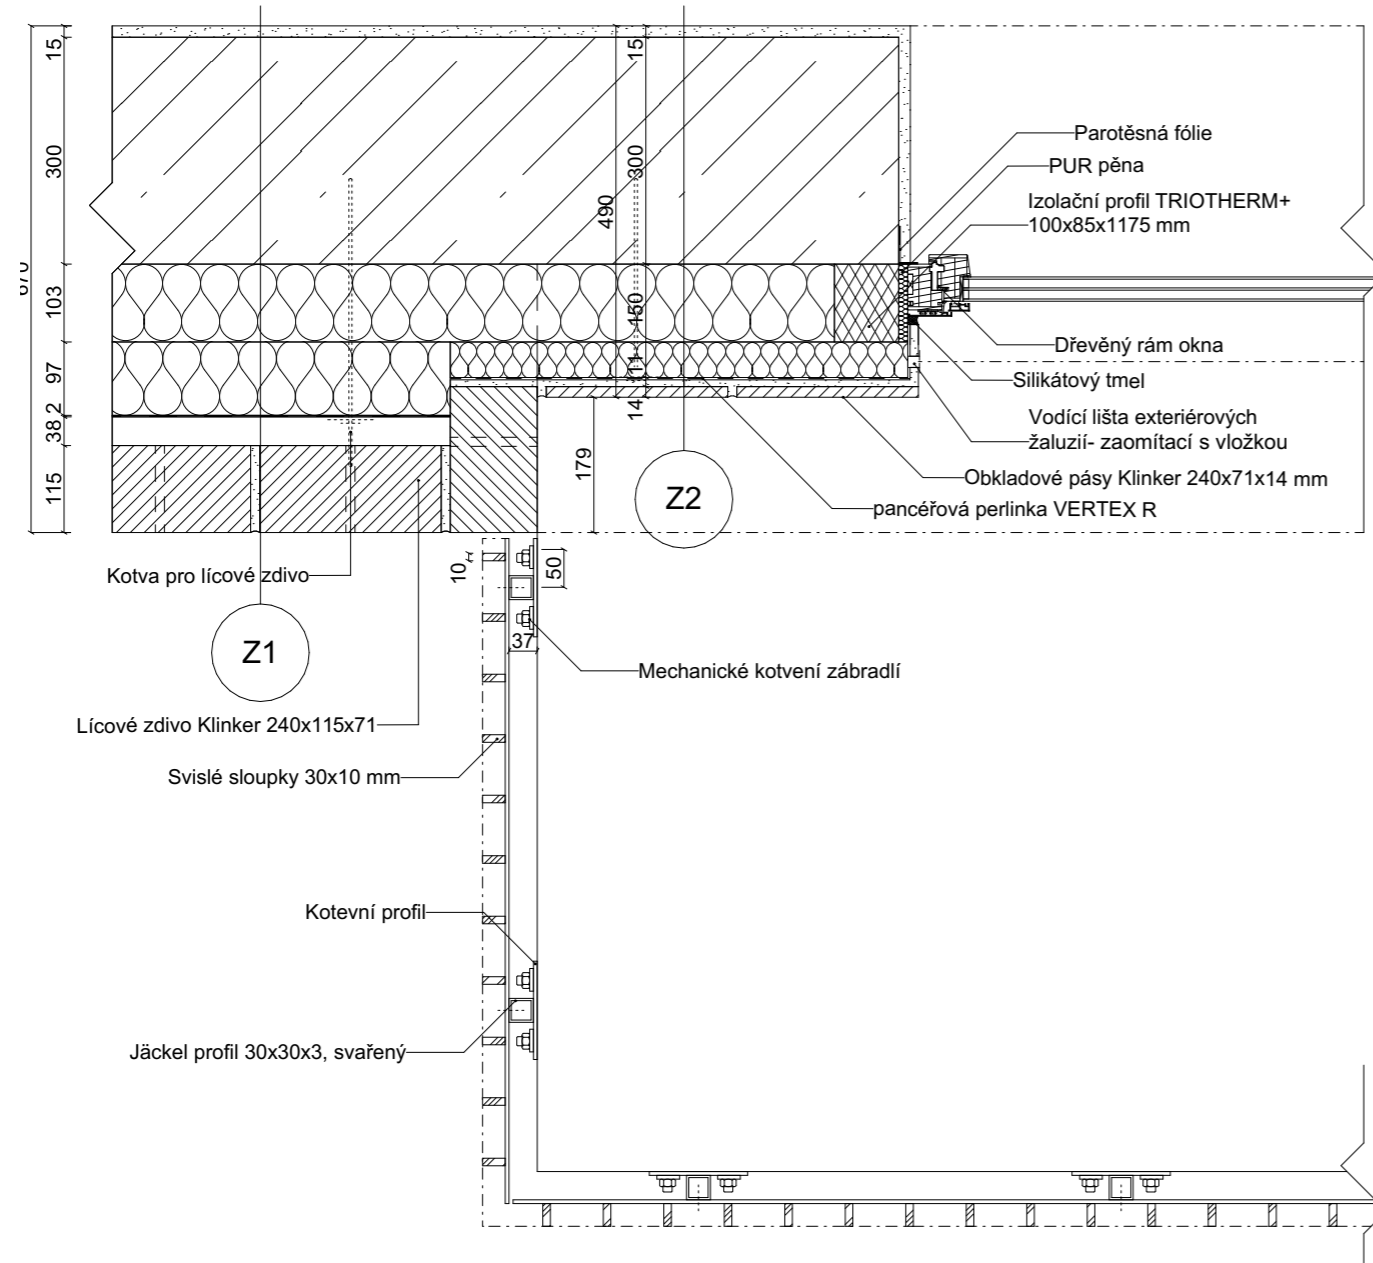 15
300
103
97
2
38
115
670
15
300
490
150
11
14
179
Parotěsná fólie
PUR pěna
Izolační profil TRIOTHERM+
100x85x1175 mm
Dřevěný rám okna
Silikátový tmel
Vodící lišta exteriérových
žaluzií- zaomítací s vložkou
Obkladové pásy Klinker 240x71x14 mm
pancéřová perlinka VERTEX R
Z2
Kotva pro lícové zdivo
10
50
37
Z1
Mechanické kotvení zábradlí
Lícové zdivo Klinker 240x115x71
Svislé sloupky 30x10 mm
Kotevní profil
Jäckel profil 30x30x3, svařený